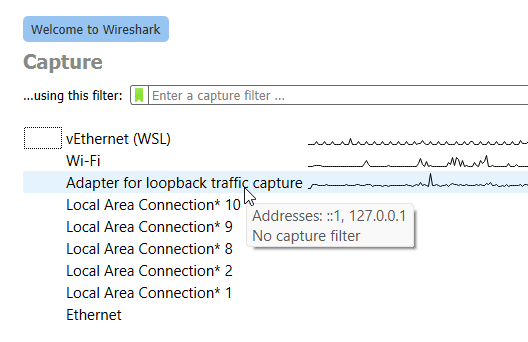 Welcome to Wireshark
Capture
...using this filter: Enter a capture filter ...
vEthernet (WSL)
Wi-Fi
Adapter for loopback traffic capture
Local Area Connection* 10
Addresses: ::1, 127.0.0.1
No capture filter
Local Area Connection* 9
Local Area Connection* 8
Local Area Connection* 2
Local Area Connection* 1
Ethernet